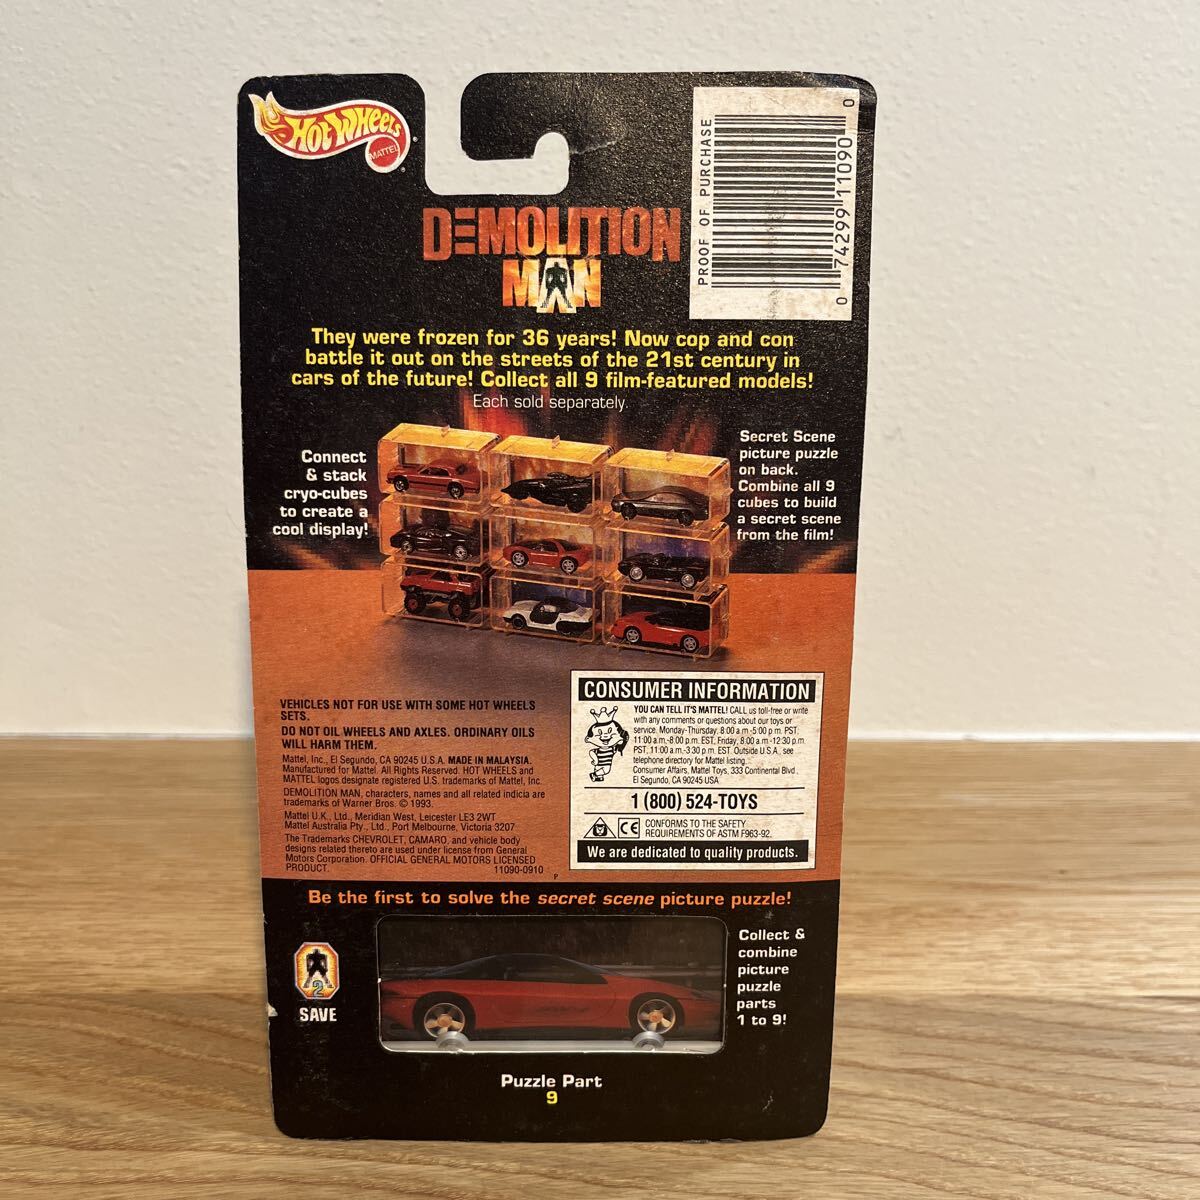 HOT WHEELS
MATTEL
PROOF OF PURCHASE
0 74299 11090 0
DEMOLITION
MAN
They were frozen for 36 years! Now cop and con
battle it out on the streets of the 21st century in
cars of the future! Collect all 9 film-featured models!
Each sold separately.
Connect
& stack
cryo-cubes
to create a
cool display!
Secret Scene
picture puzzle
on back.
Combine all 9
cubes to build
a secret scene
from the film!
VEHICLES NOT FOR USE WITH SOME HOT WHEELS
SETS.
DO NOT OIL WHEELS AND AXLES. ORDINARY OILS
WILL HARM THEM.
Mattel, Inc., El Segundo, CA 90245 U.S.A. MADE IN MALAYSIA.
Manufactured for Mattel. All Rights Reserved. HOT WHEELS and
MATTEL logos designate registered U.S. trademarks of Mattel, Inc.
DEMOLITION MAN, characters, names and all related indicia are
trademarks of Warner Bros. © 1993.
Mattel U.K., Ltd., Meridian West, Leicester LE3 2WT
Mattel Australia Pty., Ltd., Port Melbourne, Victoria 3207
The Trademarks CHEVROLET, CAMARO, and vehicle body
designs related thereto are used under license from General
Motors Corporation. OFFICIAL GENERAL MOTORS LICENSED
PRODUCT.
11090-0910
P
CONSUMER INFORMATION
YOU CAN TELL IT'S MATTEL! CALL us toll-free or write
with any comments or questions about our toys or
service. Monday-Thursday, 8:00 a.m.-5:00 p.m. PST,
11:00 a.m.-8:00 p.m. EST, Friday, 8:00 a.m.-12:30 p.m.
PST, 11:00 a.m.-3:30 p.m. EST. Outside U.S.A., see
telephone directory for Mattel listing.
Consumer Affairs, Mattel Toys, 333 Continental Blvd.,
El Segundo, CA 90245 USA
1 (800) 524-TOYS
CE
CONFORMS TO THE SAFETY
REQUIREMENTS OF ASTM F963-92.
We are dedicated to quality products.
Be the first to solve the secret scene picture puzzle!
2
SAVE
Collect &
combine
picture
puzzle
parts
1 to 9!
Puzzle Part
9